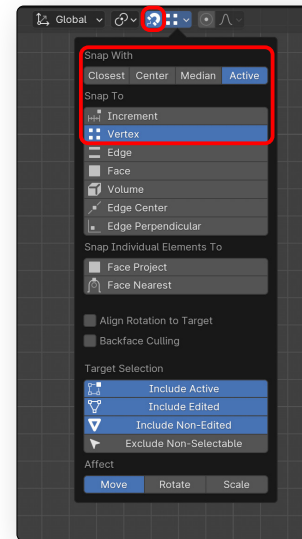 Global
Snap With
Closest Center Median Active
Snap To
Increment
Vertex
Edge
Face
Volume
Edge Center
Edge Perpendicular
Snap Individual Elements To
Face Project
Face Nearest
Align Rotation to Target
Backface Culling
Target Selection
Include Active
Include Edited
Include Non-Edited
Exclude Non-Selectable
Affect
Move Rotate Scale